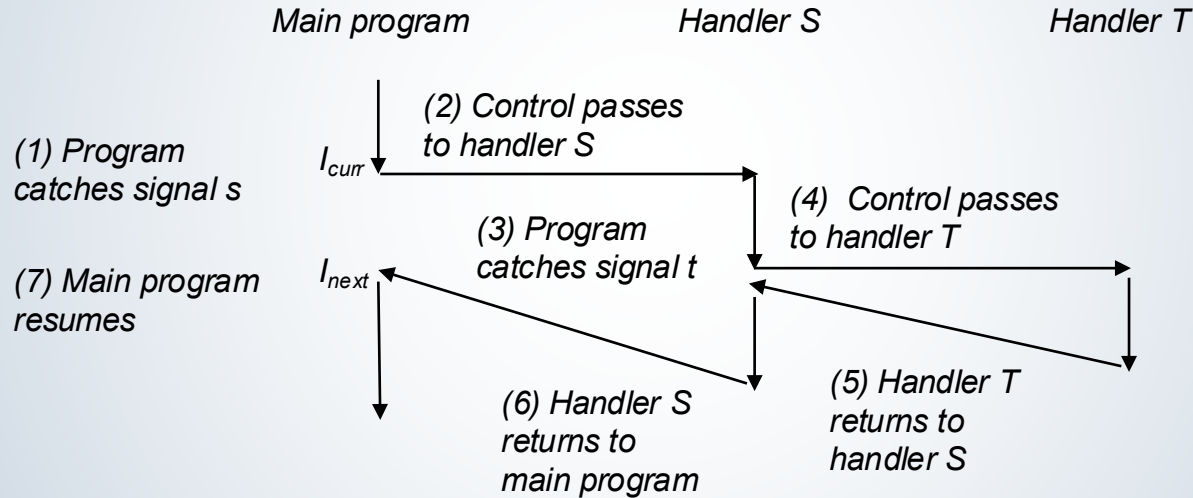 Main program
Handler S
Handler T
(1) Program
catches signal s
I_curr
(2) Control passes
to handler S
(3) Program
catches signal t
(4) Control passes
to handler T
(5) Handler T
returns to
handler S
(6) Handler S
returns to
main program
(7) Main program
resumes
I_next